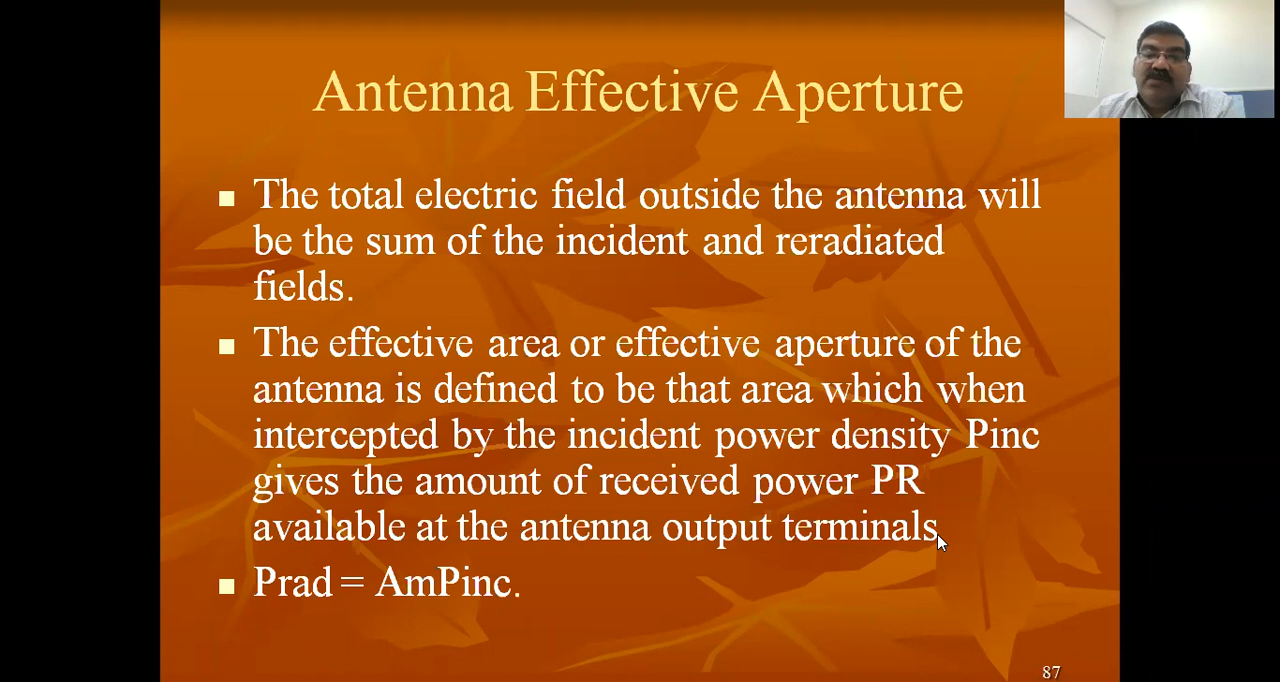 Antenna Effective Aperture
The total electric field outside the antenna will
be the sum of the incident and reradiated
fields.
The effective area or effective aperture of the
antenna is defined to be that area which when
intercepted by the incident power density Pinc
gives the amount of received power PR
available at the antenna output terminals.
Prad = AmPinc.
87